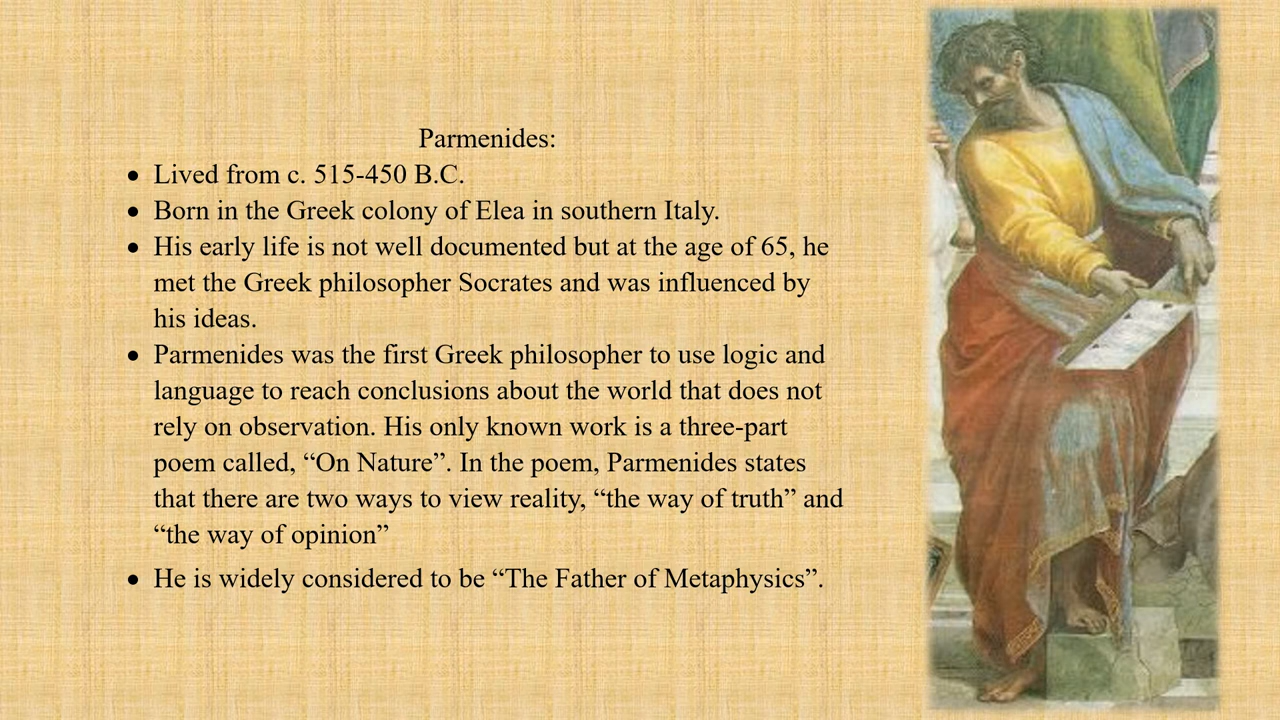 Parmenides:
• Lived from c. 515-450 B.C.
• Born in the Greek colony of Elea in southern Italy.
• His early life is not well documented but at the age of 65, he
met the Greek philosopher Socrates and was influenced by
his ideas.
• Parmenides was the first Greek philosopher to use logic and
language to reach conclusions about the world that does not
rely on observation. His only known work is a three-part
poem called, “On Nature”. In the poem, Parmenides states
that there are two ways to view reality, “the way of truth” and
“the way of opinion”
• He is widely considered to be “The Father of Metaphysics”.